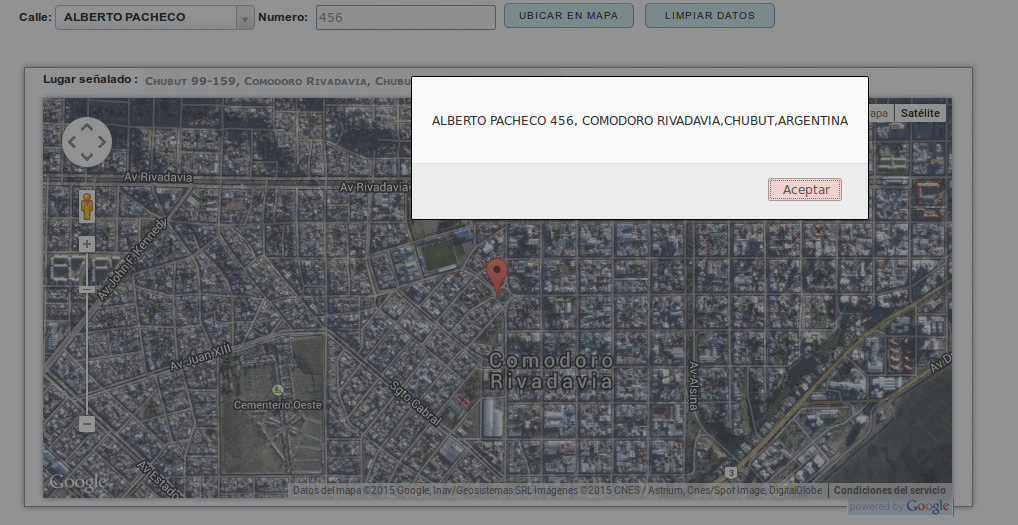 Calle: ALBERTO PACHECO Numero: 456 UBICAR EN MAPA LIMPIAR DATOS
Lugar señalado : CHUBUT 99-159, COMODORO RIVADAVIA, CHUBU
ALBERTO PACHECO 456, COMODORO RIVADAVIA,CHUBUT,ARGENTINA
Aceptar
apa Satélite
Av Rivadavia
Av Rivadavia
Av John F. Kennedy
Av Juan XIII
Comodoro
Rivadavia
Av Alsina
Av D
Sgto Cabral
Cementerio Oeste
Av Estado
3
Google
Datos del mapa ©2015 Google, Inav/Geosistemas SRL Imágenes ©2015 CNES / Astrium, Cnes/Spot Image, DigitalGlobe Condiciones del servicio
powered by Google